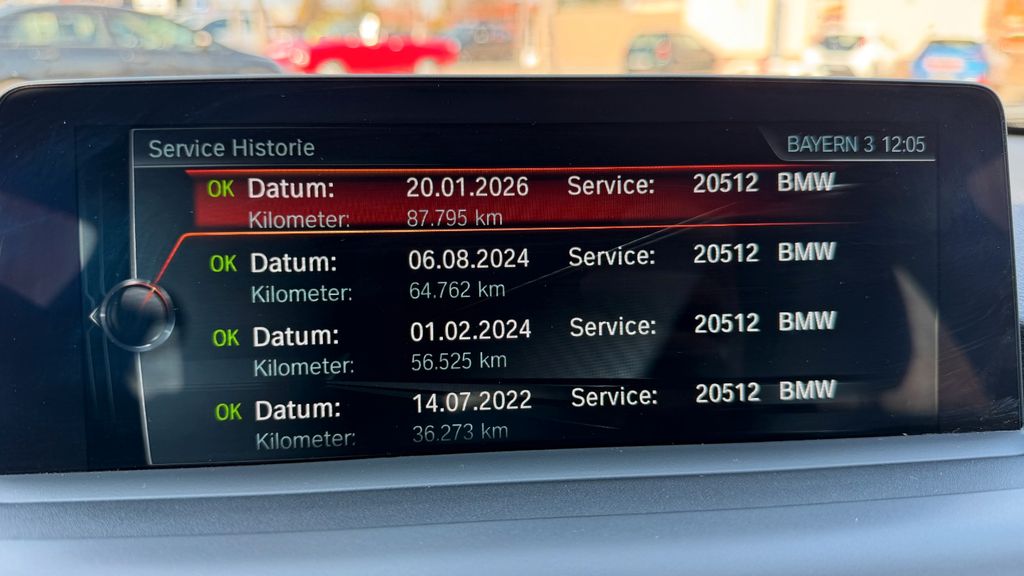 Service Historie BAYERN 3 12:05
OK Datum: 20.01.2026 Service: 20512 BMW
Kilometer: 87.795 km
OK Datum: 06.08.2024 Service: 20512 BMW
Kilometer: 64.762 km
OK Datum: 01.02.2024 Service: 20512 BMW
Kilometer: 56.525 km
OK Datum: 14.07.2022 Service: 20512 BMW
Kilometer: 36.273 km